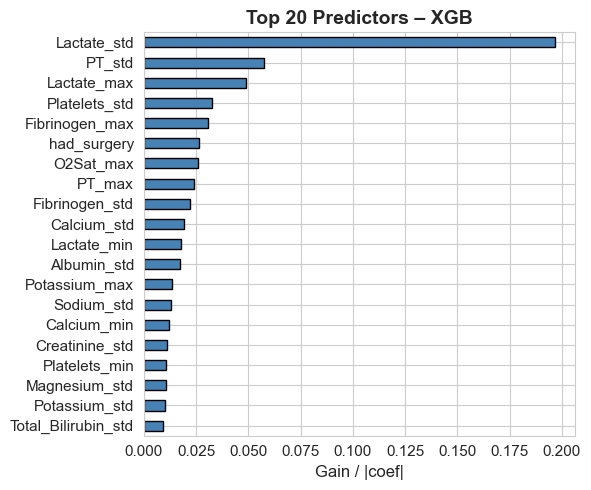 Top 20 Predictors – XGB
Lactate_std
PT_std
Lactate_max
Platelets_std
Fibrinogen_max
had_surgery
O2Sat_max
PT_max
Fibrinogen_std
Calcium_std
Lactate_min
Albumin_std
Potassium_max
Sodium_std
Calcium_min
Creatinine_std
Platelets_min
Magnesium_std
Potassium_std
Total_Bilirubin_std
0.000 0.025 0.050 0.075 0.100 0.125 0.150 0.175 0.200
Gain / |coef|